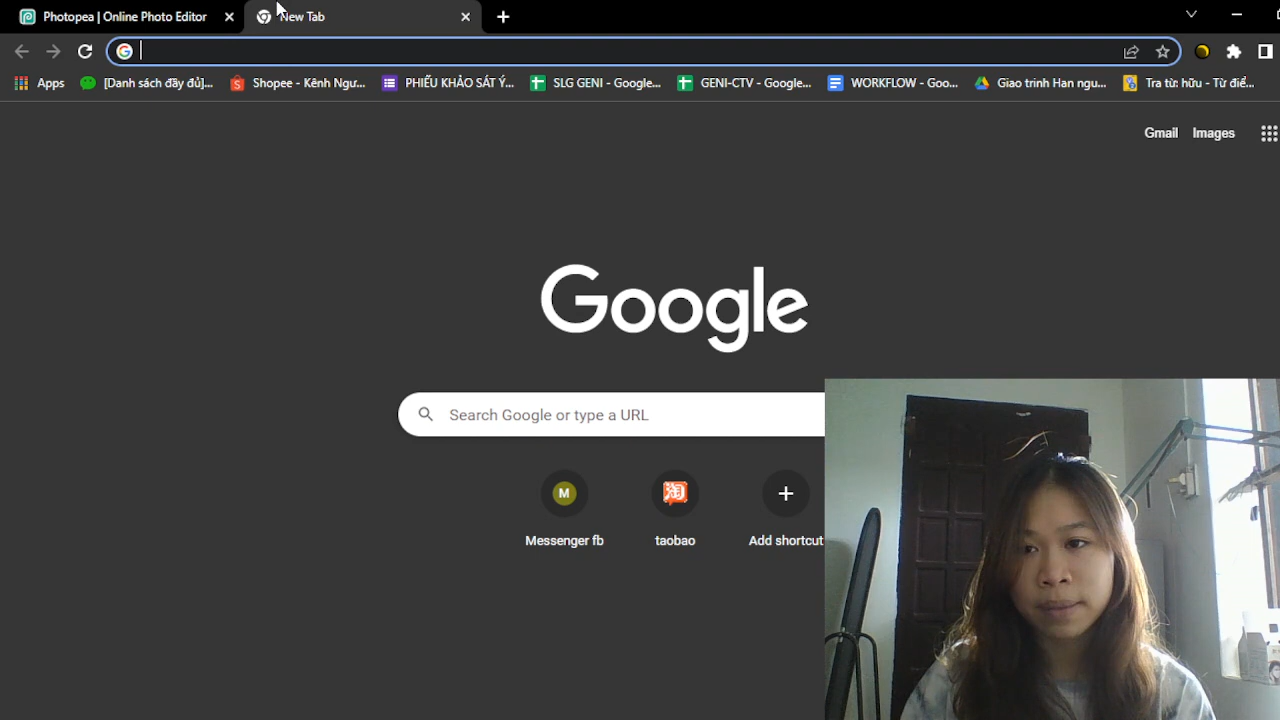 Photopea | Online Photo Editor
New Tab
Apps
[Danh sách đầy đủ]...
Shopee - Kênh Ngư...
PHIẾU KHẢO SÁT Ý...
SLG GENI - Google...
GENI-CTV - Google...
WORKFLOW - Goo...
Giao trinh Han ngu...
Tra từ: hữu - Từ điể...
Gmail
Images
Google
Search Google or type a URL
M
淘
Messenger fb
taobao
Add shortcut